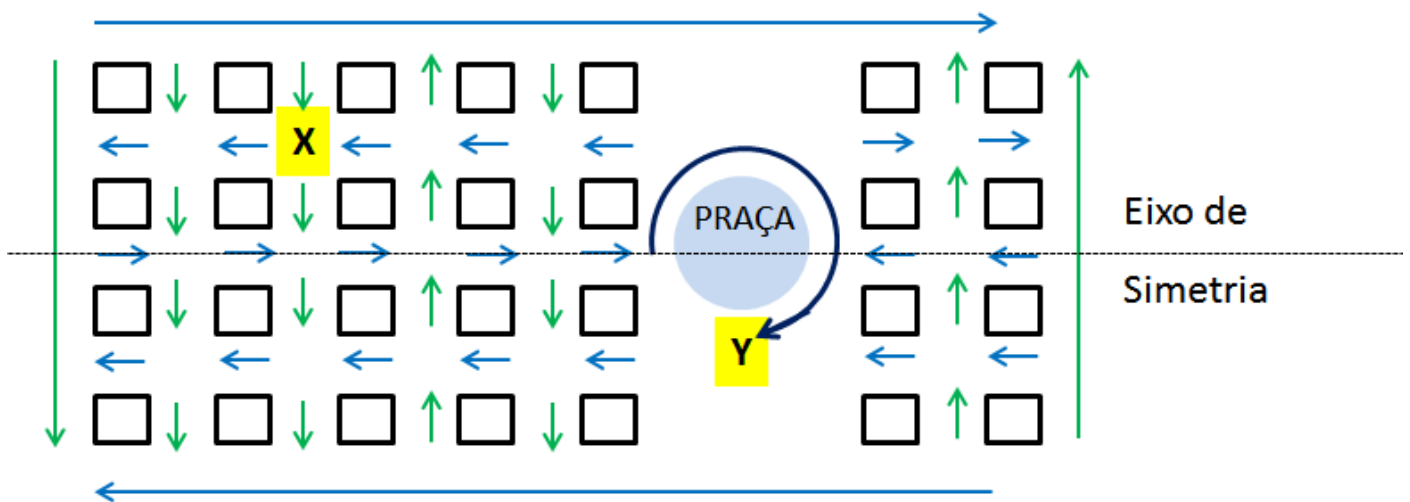 X
PRAÇA
Eixo de
Simetria
Y